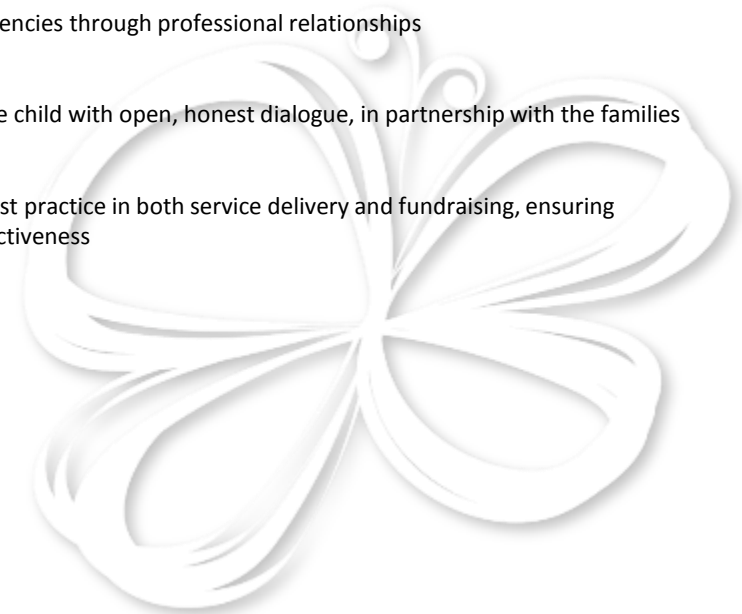 encies through professional relationships
e child with open, honest dialogue, in partnership with the families
st practice in both service delivery and fundraising, ensuring
ctiveness